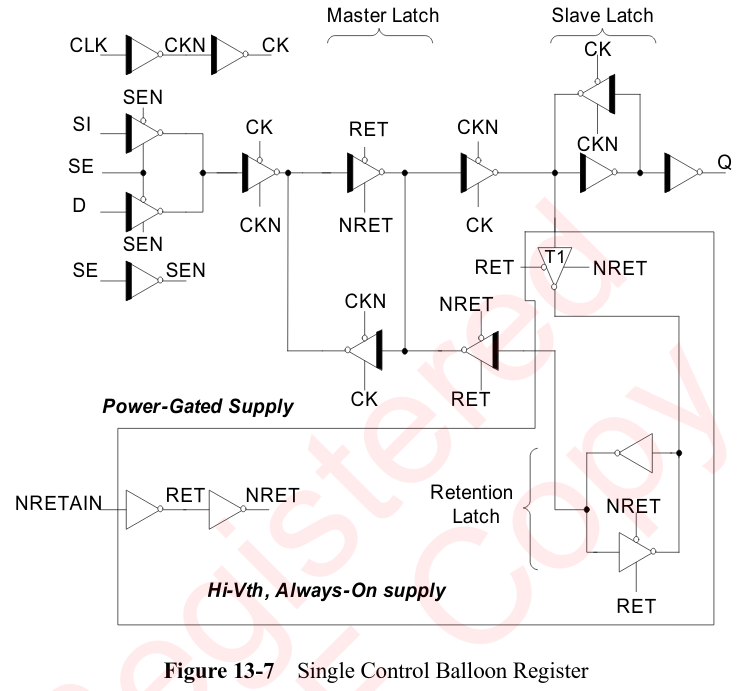 Master Latch
Slave Latch
CLK
CKN
CK
CK
SEN
SI
CK
RET
CKN
CKN
SE
Q
D
CKN
NRET
CK
SEN
SE
SEN
T1
RET
NRET
CKN
NRET
CK
RET
Power-Gated Supply
Retention
Latch
NRETAIN
RET
NRET
NRET
Hi-Vth, Always-On supply
RET
Figure 13-7 Single Control Balloon Register
Registered
Copy